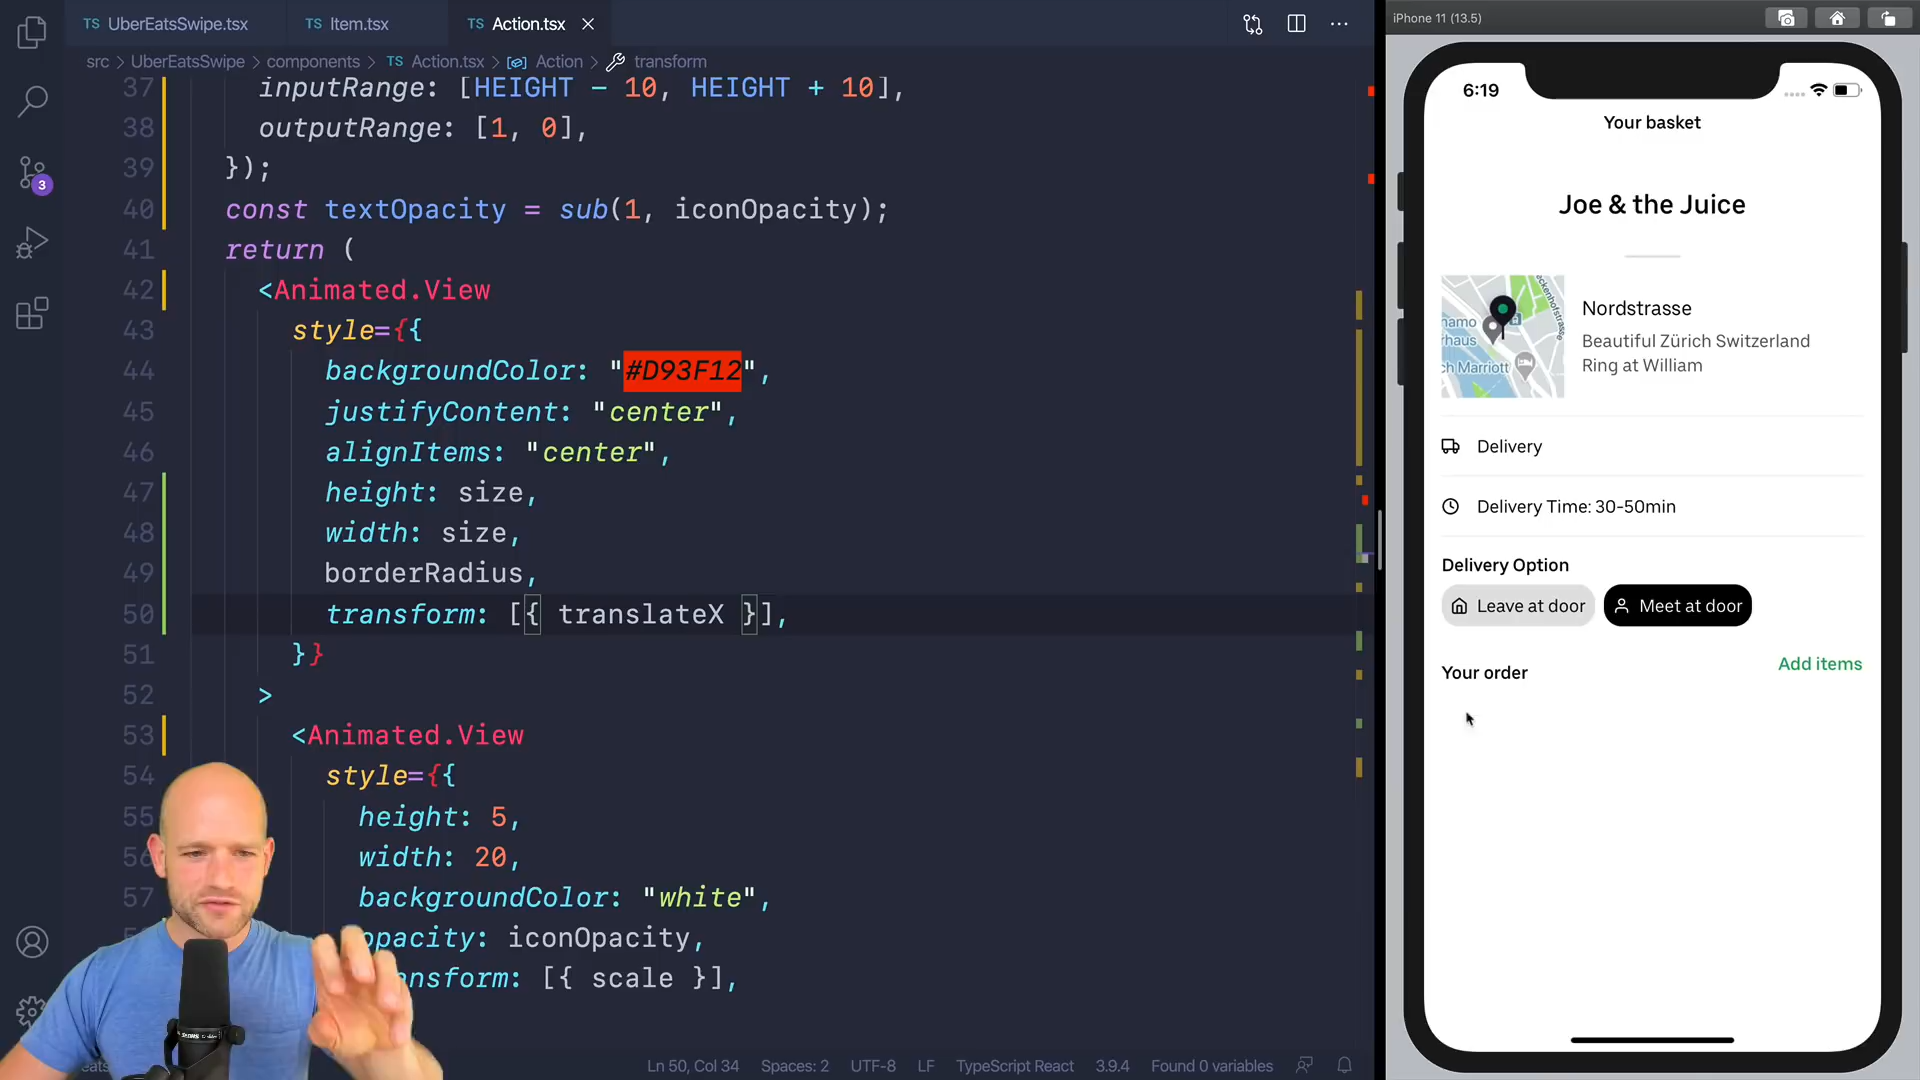 TS UberEatsSwipe.tsx
TS Item.tsx
TS Action.tsx
src > UberEatsSwipe > components > TS Action.tsx > Action > transform
37 inputRange: [HEIGHT - 10, HEIGHT + 10],
38 outputRange: [1, 0],
39 });
40 const textOpacity = sub(1, iconOpacity);
41 return (
42 <Animated.View
43 style={{
44 backgroundColor: "#D93F12",
45 justifyContent: "center",
46 alignItems: "center",
47 height: size,
48 width: size,
49 borderRadius,
50 transform: [{ translateX }],
51 }}
52 >
53 <Animated.View
54 style={{
55 height: 5,
56 width: 20,
57 backgroundColor: "white",
opacity: iconOpacity,
nsform: [{ scale }],
3
Ln 50, Col 34
Spaces: 2
UTF-8
LF
TypeScript React
3.9.4
Found 0 variables
iPhone 11 (13.5)
6:19
Your basket
Joe & the Juice
Nordstrasse
Beautiful Zürich Switzerland
Ring at William
Delivery
Delivery Time: 30-50min
Delivery Option
Leave at door
Meet at door
Your order
Add items